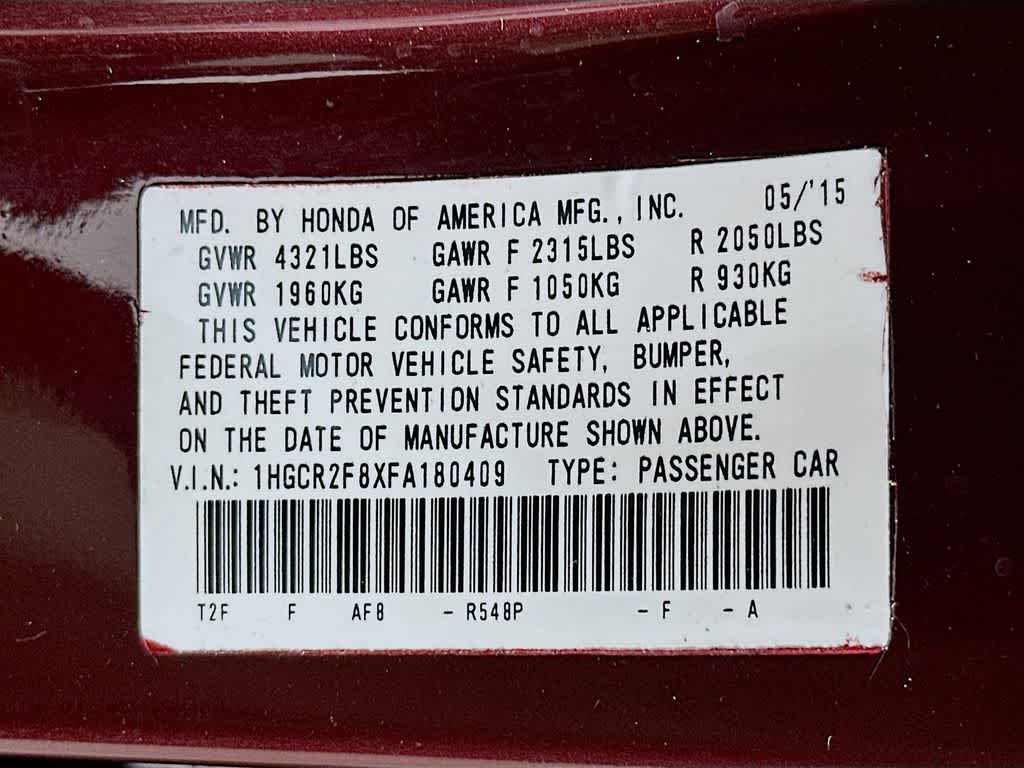 MFD. BY HONDA OF AMERICA MFG., INC. 05/'15
GVWR 4321LBS GAWR F 2315LBS R 2050LBS
GVWR 1960KG GAWR F 1050KG R 930KG
THIS VEHICLE CONFORMS TO ALL APPLICABLE
FEDERAL MOTOR VEHICLE SAFETY, BUMPER,
AND THEFT PREVENTION STANDARDS IN EFFECT
ON THE DATE OF MANUFACTURE SHOWN ABOVE.
V.I.N.: 1HGCR2F8XFA180409 TYPE: PASSENGER CAR
T2F F AF8 - R548P - F - A